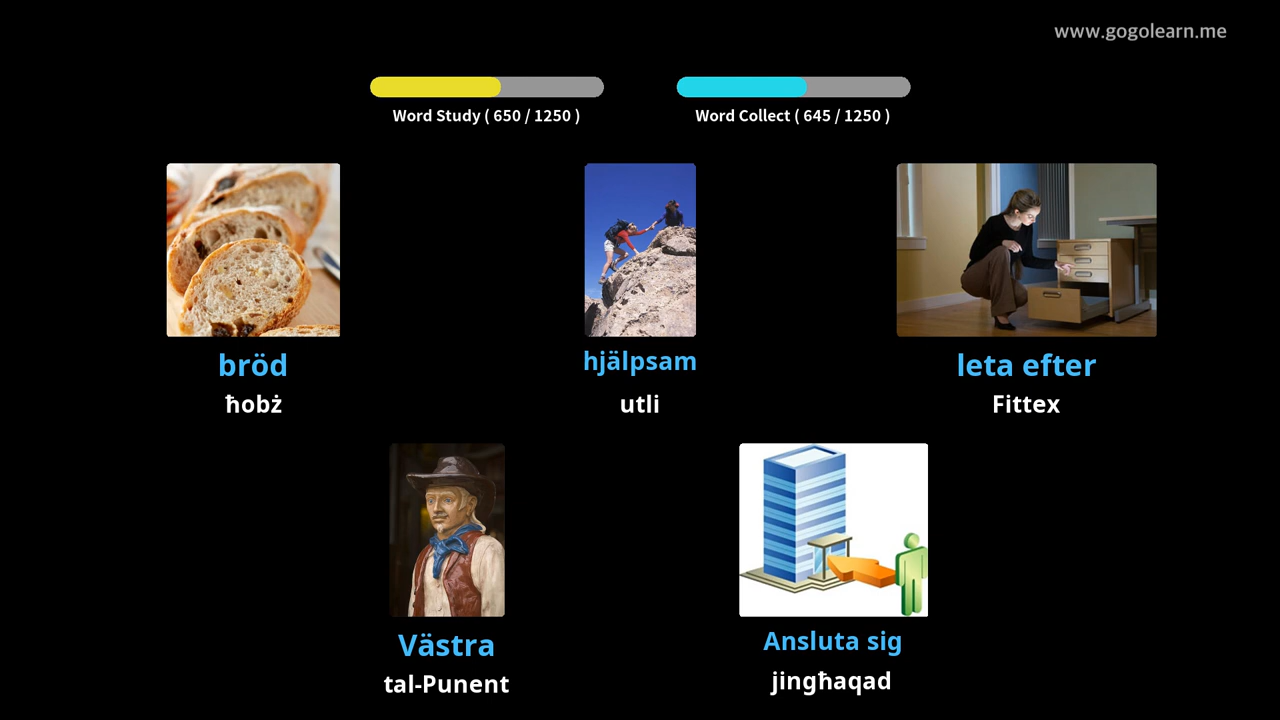 www.gogolearn.me
Word Study ( 650 / 1250 )
Word Collect ( 645 / 1250 )
bröd
ħobż
hjälpsam
utli
leta efter
Fittex
Västra
tal-Punent
Ansluta sig
jingħaqad